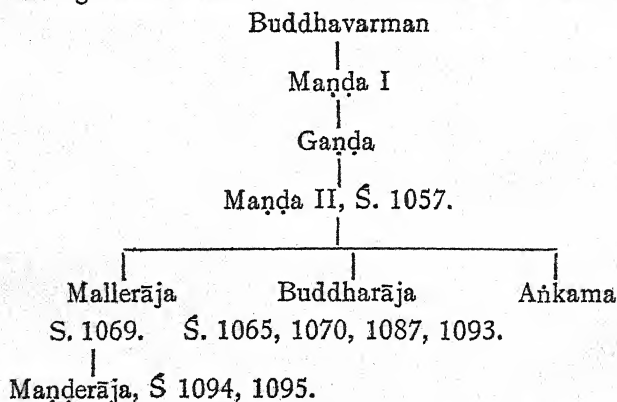 Buddhavarman
Maṇḍa I
Gaṇḍa
Maṇḍa II, Ś. 1057.
Mallerāja Buddharāja Aṅkama
S. 1069. Ś. 1065, 1070, 1087, 1093.
Maṇḍerāja, Ś 1094, 1095.